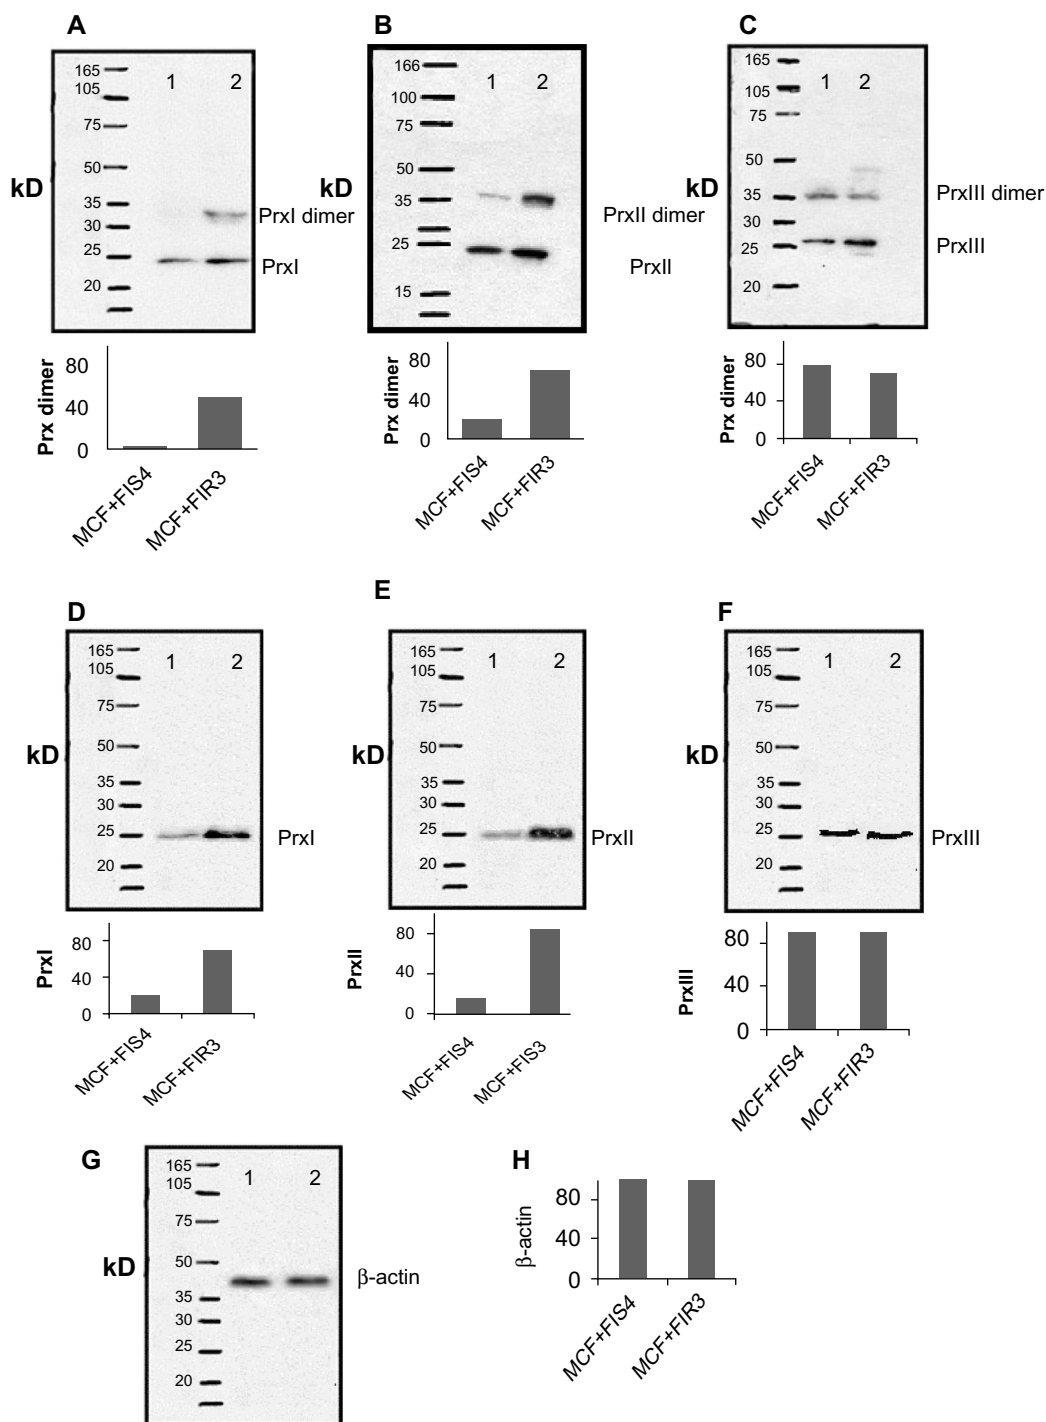 A
B
C
165
105
75
50
35
30
25
20
1 2
kD
PrxI dimer
PrxI
166
100
75
50
35
25
15
1 2
kD
PrxII dimer
PrxII
165
105
75
50
35
30
25
20
1 2
kD
PrxIII dimer
PrxIII
Prx dimer
80
40
0
MCF+FIS4
MCF+FIR3
Prx dimer
80
40
0
MCF+FIS4
MCF+FIR3
Prx dimer
80
40
0
MCF+FIS4
MCF+FIR3
D
E
F
165
105
75
50
35
30
25
20
1 2
kD
PrxI
165
105
75
50
35
30
25
20
1 2
kD
PrxII
165
105
75
50
35
30
25
20
1 2
kD
PrxIII
PrxI
80
40
0
MCF+FIS4
MCF+FIR3
PrxII
80
40
0
MCF+FIS4
MCF+FIS3
PrxIII
80
40
0
MCF+FIS4
MCF+FIR3
G
165
105
75
50
35
30
25
20
1 2
kD
β-actin
H
β-actin
80
40
0
MCF+FIS4
MCF+FIR3